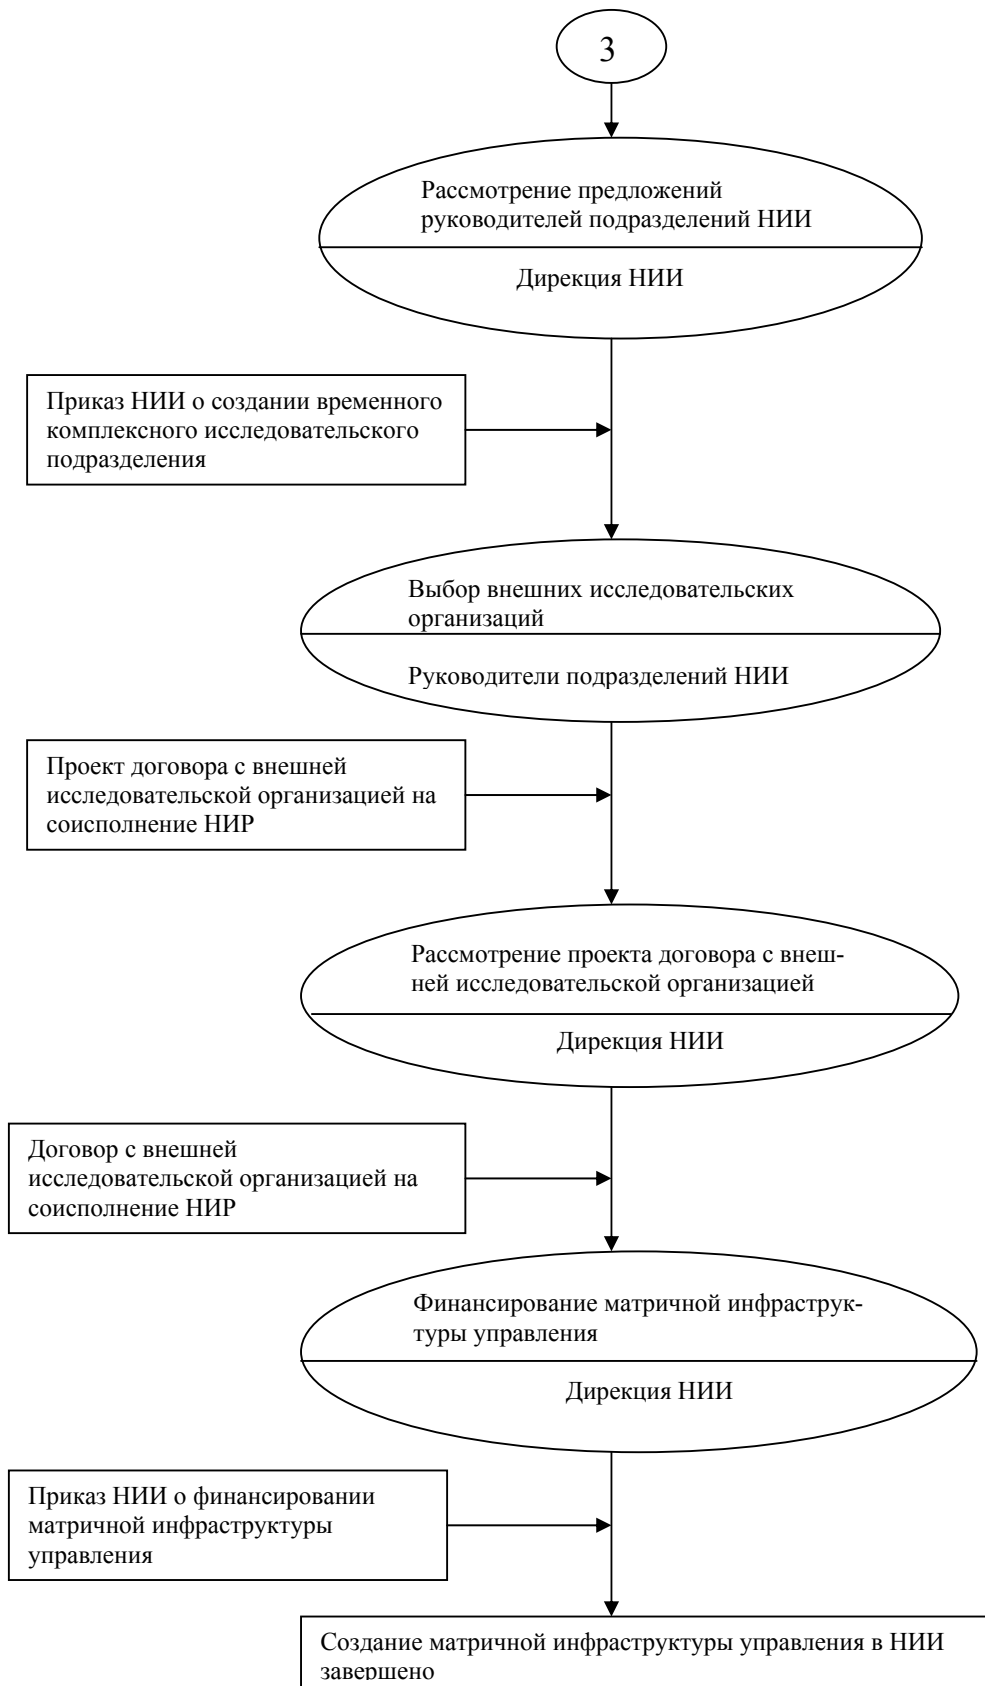 3
Рассмотрение предложений
руководителей подразделений НИИ
Дирекция НИИ
Приказ НИИ о создании временного
комплексного исследовательского
подразделения
Выбор внешних исследовательских
организаций
Руководители подразделений НИИ
Проект договора с внешней
исследовательской организацией на
соисполнение НИР
Рассмотрение проекта договора с внеш-
ней исследовательской организацией
Дирекция НИИ
Договор с внешней
исследовательской организацией на
соисполнение НИР
Финансирование матричной инфраструк-
туры управления
Дирекция НИИ
Приказ НИИ о финансировании
матричной инфраструктуры
управления
Создание матричной инфраструктуры управления в НИИ
завершено